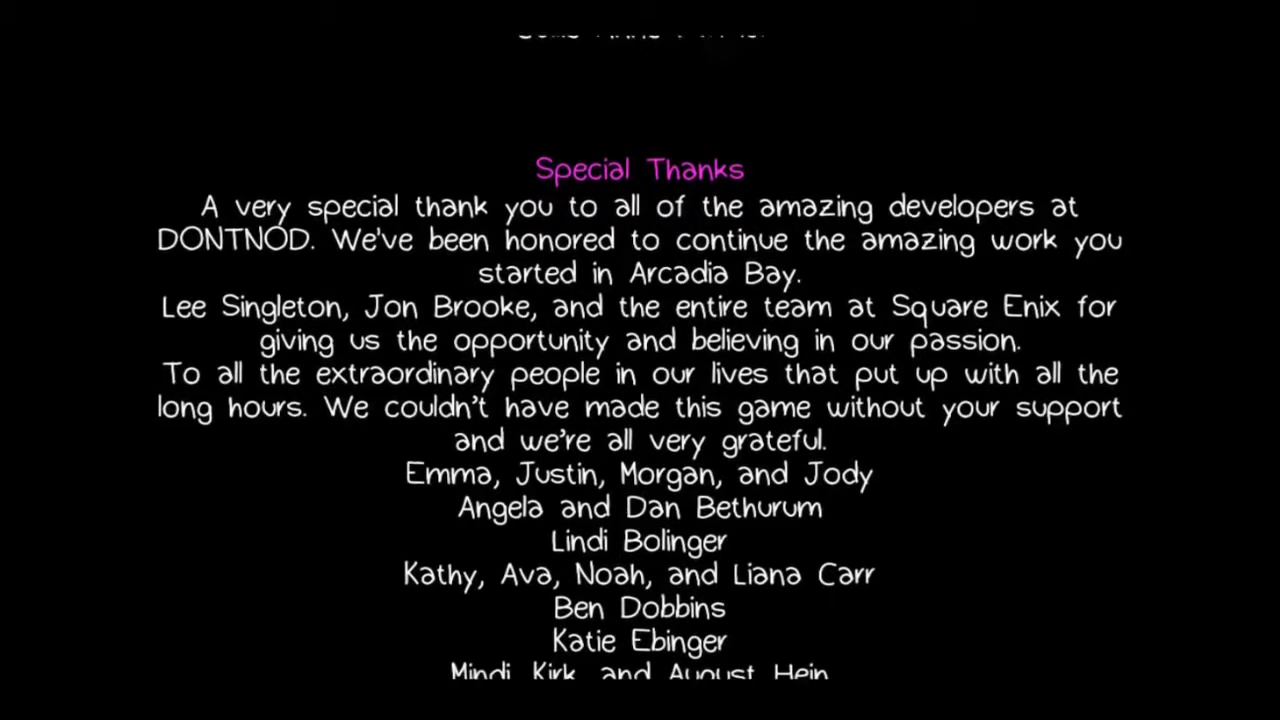 Special Thanks
A very special thank you to all of the amazing developers at
DONTNOD. We've been honored to continue the amazing work you
started in Arcadia Bay.
Lee Singleton, Jon Brooke, and the entire team at Square Enix for
giving us the opportunity and believing in our passion.
To all the extraordinary people in our lives that put up with all the
long hours. We couldn't have made this game without your support
and we're all very grateful.
Emma, Justin, Morgan, and Jody
Angela and Dan Bethurum
Lindi Bolinger
Kathy, Ava, Noah, and Liana Carr
Ben Dobbins
Katie Ebinger
Mindi, Kirk, and August Hein